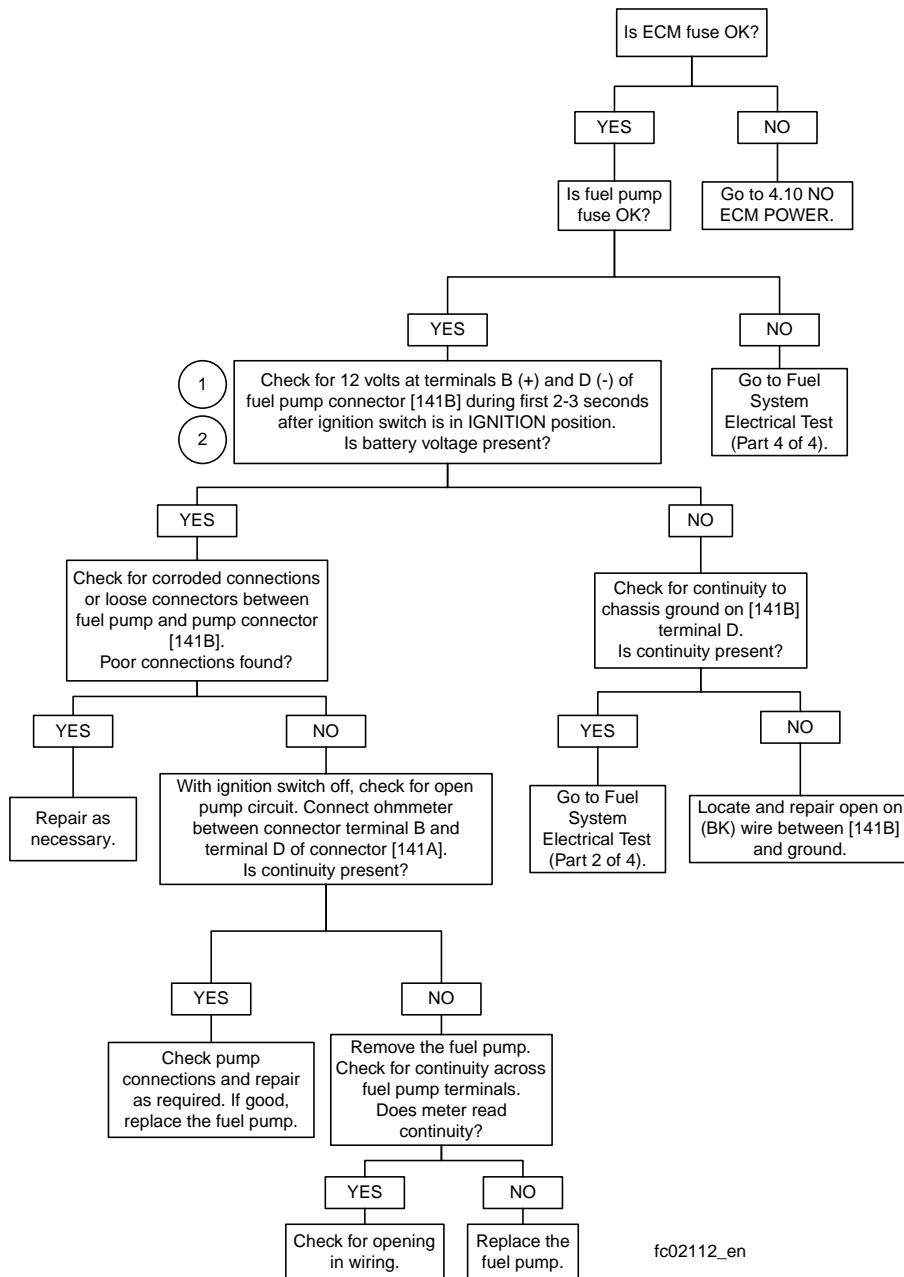 Is ECM fuse OK?
YES
NO
Is fuel pump
fuse OK?
Go to 4.10 NO
ECM POWER.
YES
NO
1
2
Check for 12 volts at terminals B (+) and D (-) of
fuel pump connector [141B] during first 2-3 seconds
after ignition switch is in IGNITION position.
Is battery voltage present?
Go to Fuel
System
Electrical Test
(Part 4 of 4).
YES
NO
Check for corroded connections
or loose connectors between
fuel pump and pump connector
[141B].
Poor connections found?
Check for continuity to
chassis ground on [141B]
terminal D.
Is continuity present?
YES
NO
YES
NO
Repair as
necessary.
With ignition switch off, check for open
pump circuit. Connect ohmmeter
between connector terminal B and
terminal D of connector [141A].
Is continuity present?
Go to Fuel
System
Electrical Test
(Part 2 of 4).
Locate and repair open on
(BK) wire between [141B]
and ground.
YES
NO
Check pump
connections and repair
as required. If good,
replace the fuel pump.
Remove the fuel pump.
Check for continuity across
fuel pump terminals.
Does meter read
continuity?
YES
NO
Check for opening
in wiring.
Replace the
fuel pump.
fc02112_en